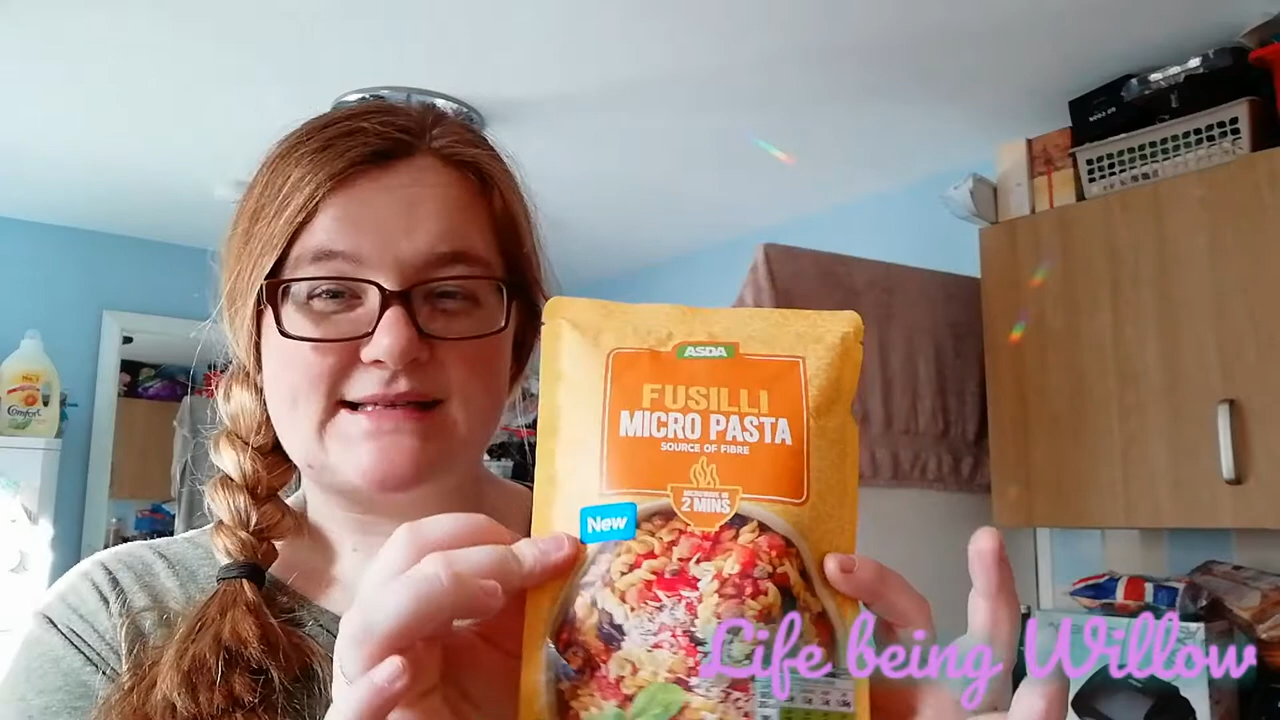 ASDA
FUSILLI
MICRO PASTA
SOURCE OF FIBRE
MICROWAVE IN
2 MINS
New
Comfort
Life being Willow